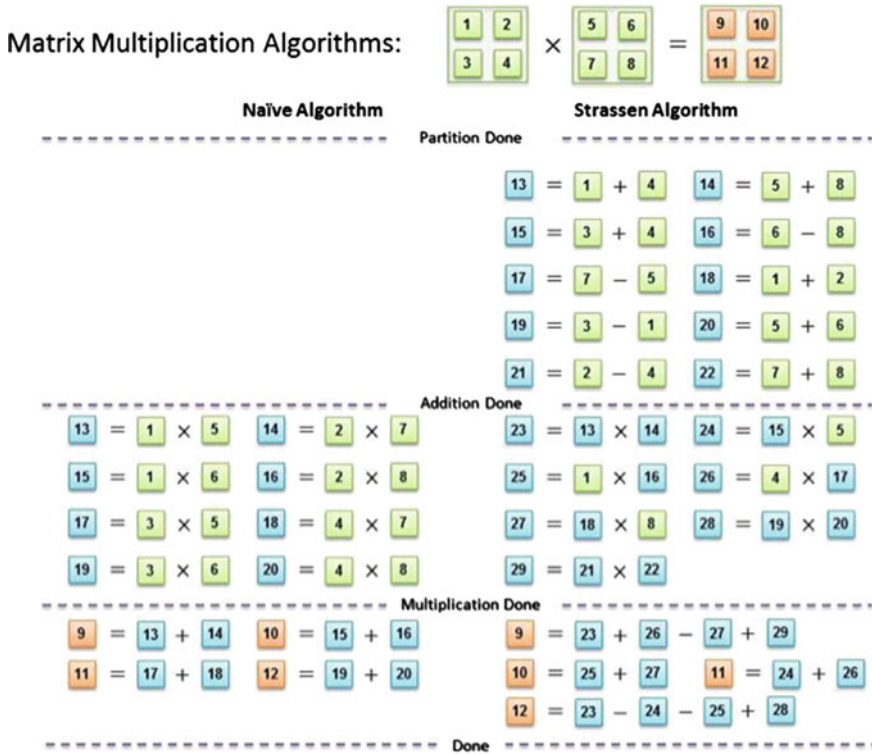 Matrix Multiplication Algorithms:
1 2 5 6 9 10
× =
3 4 7 8 11 12
Naïve Algorithm Strassen Algorithm
Partition Done
13 = 1 + 4 14 = 5 + 8
15 = 3 + 4 16 = 6 − 8
17 = 7 − 5 18 = 1 + 2
19 = 3 − 1 20 = 5 + 6
21 = 2 − 4 22 = 7 + 8
Addition Done
13 = 1 × 5 14 = 2 × 7 23 = 13 × 14 24 = 15 × 5
15 = 1 × 6 16 = 2 × 8 25 = 1 × 16 26 = 4 × 17
17 = 3 × 5 18 = 4 × 7 27 = 18 × 8 28 = 19 × 20
19 = 3 × 6 20 = 4 × 8 29 = 21 × 22
Multiplication Done
9 = 13 + 14 10 = 15 + 16 9 = 23 + 26 − 27 + 29
11 = 17 + 18 12 = 19 + 20 10 = 25 + 27 11 = 24 + 26
12 = 23 − 24 − 25 + 28
Done